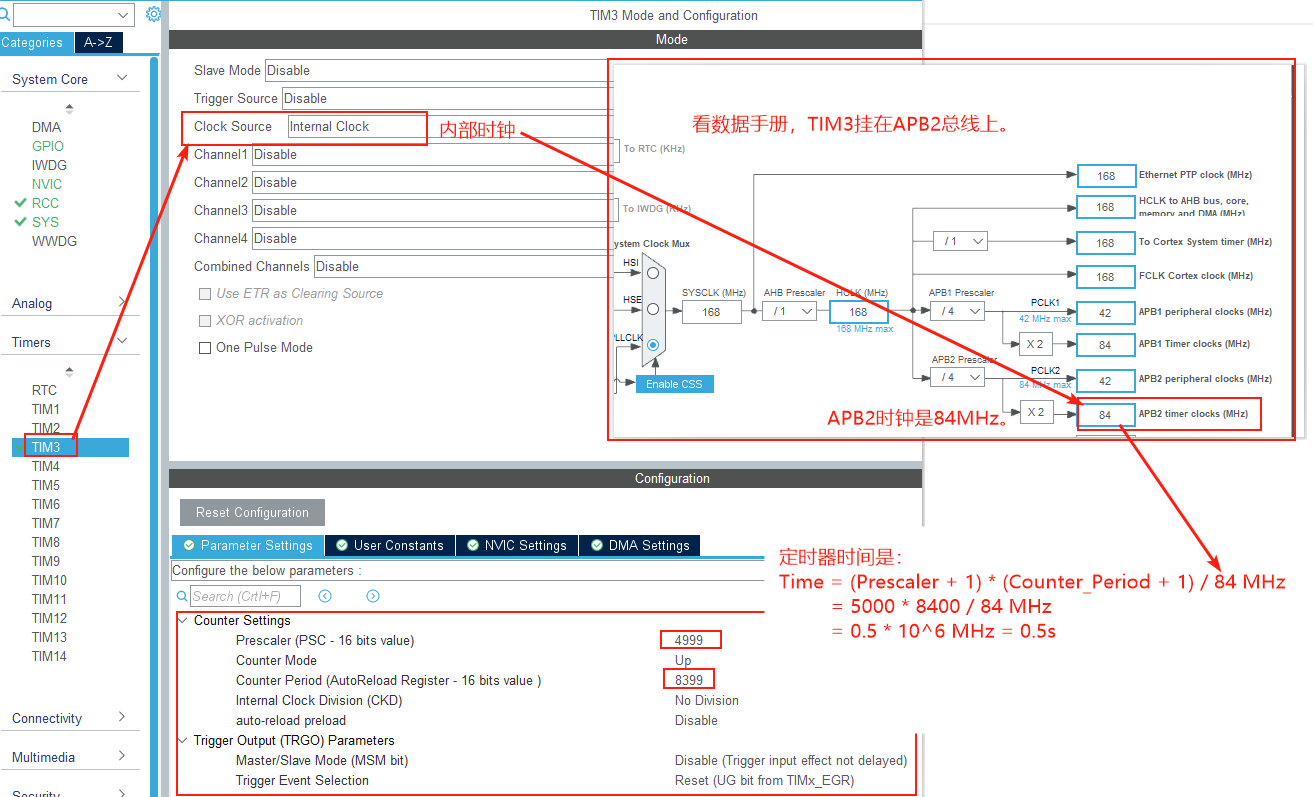 TIM3 Mode and Configuration
Categories
A->Z
System Core
DMA
GPIO
IWDG
NVIC
RCC
SYS
WWDG
Analog
Timers
RTC
TIM1
TIM2
TIM3
TIM4
TIM5
TIM6
TIM7
TIM8
TIM9
TIM10
TIM11
TIM12
TIM13
TIM14
Connectivity
Multimedia
Security
Mode
Slave Mode Disable
Trigger Source Disable
Clock Source Internal Clock
内部时钟
Channel1 Disable
Channel2 Disable
Channel3 Disable
Channel4 Disable
Combined Channels Disable
Use ETR as Clearing Source
XOR activation
One Pulse Mode
看数据手册，TIM3挂在APB2总线上。
To RTC (KHz)
To IWDG (KHz)
ystem Clock Mux
HSI
HSE
PLLCLK
Enable CSS
SYSCLK (MHz)
168
AHB Prescaler
/ 1
HCLK (MHz)
168
168 MHz max
168
Ethernet PTP clock (MHz)
168
HCLK to AHB bus, core,
memory and DMA (MHz)
/ 1
168
To Cortex System timer (MHz)
168
FCLK Cortex clock (MHz)
APB1 Prescaler
/ 4
PCLK1
42 MHz max
42
APB1 peripheral clocks (MHz)
X 2
84
APB1 Timer clocks (MHz)
APB2 Prescaler
/ 4
PCLK2
84 MHz max
42
APB2 peripheral clocks (MHz)
X 2
84
APB2 timer clocks (MHz)
APB2时钟是84MHz。
Configuration
Reset Configuration
Parameter Settings
User Constants
NVIC Settings
DMA Settings
Configure the below parameters :
Search (Crtl+F)
Counter Settings
Prescaler (PSC - 16 bits value) 4999
Counter Mode Up
Counter Period (AutoReload Register - 16 bits value ) 8399
Internal Clock Division (CKD) No Division
auto-reload preload Disable
Trigger Output (TRGO) Parameters
Master/Slave Mode (MSM bit) Disable (Trigger input effect not delayed)
Trigger Event Selection Reset (UG bit from TIMx_EGR)
定时器时间是：
Time = (Prescaler + 1) * (Counter_Period + 1) / 84 MHz
= 5000 * 8400 / 84 MHz
= 0.5 * 10^6 MHz = 0.5s